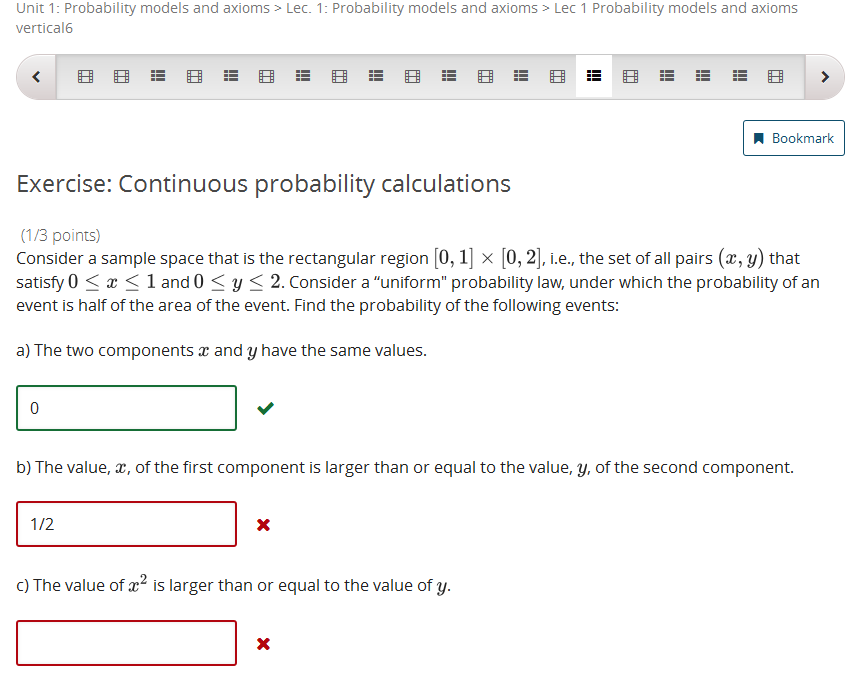 Unit 1: Probability models and axioms > Lec. 1: Probability models and axioms > Lec 1 Probability models and axioms
vertical6
Bookmark
Exercise: Continuous probability calculations
(1/3 points)
Consider a sample space that is the rectangular region [0, 1] × [0, 2], i.e., the set of all pairs (x, y) that
satisfy 0 ≤ x ≤ 1 and 0 ≤ y ≤ 2. Consider a “uniform" probability law, under which the probability of an
event is half of the area of the event. Find the probability of the following events:
a) The two components x and y have the same values.
0
b) The value, x, of the first component is larger than or equal to the value, y, of the second component.
1/2
c) The value of x² is larger than or equal to the value of y.